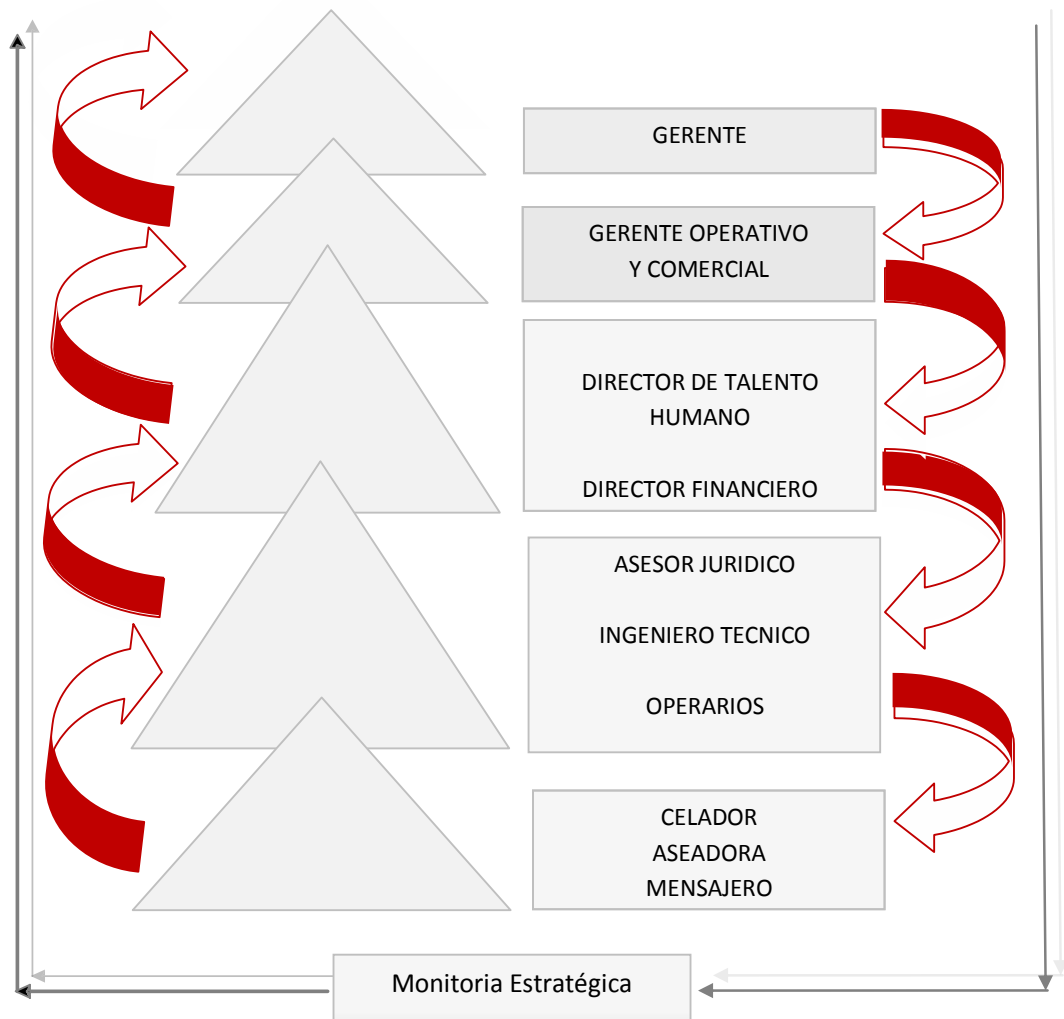 GERENTE
GERENTE OPERATIVO
Y COMERCIAL
DIRECTOR DE TALENTO
HUMANO
DIRECTOR FINANCIERO
ASESOR JURIDICO
INGENIERO TECNICO
OPERARIOS
CELADOR
ASEADORA
MENSAJERO
Monitoria Estratégica